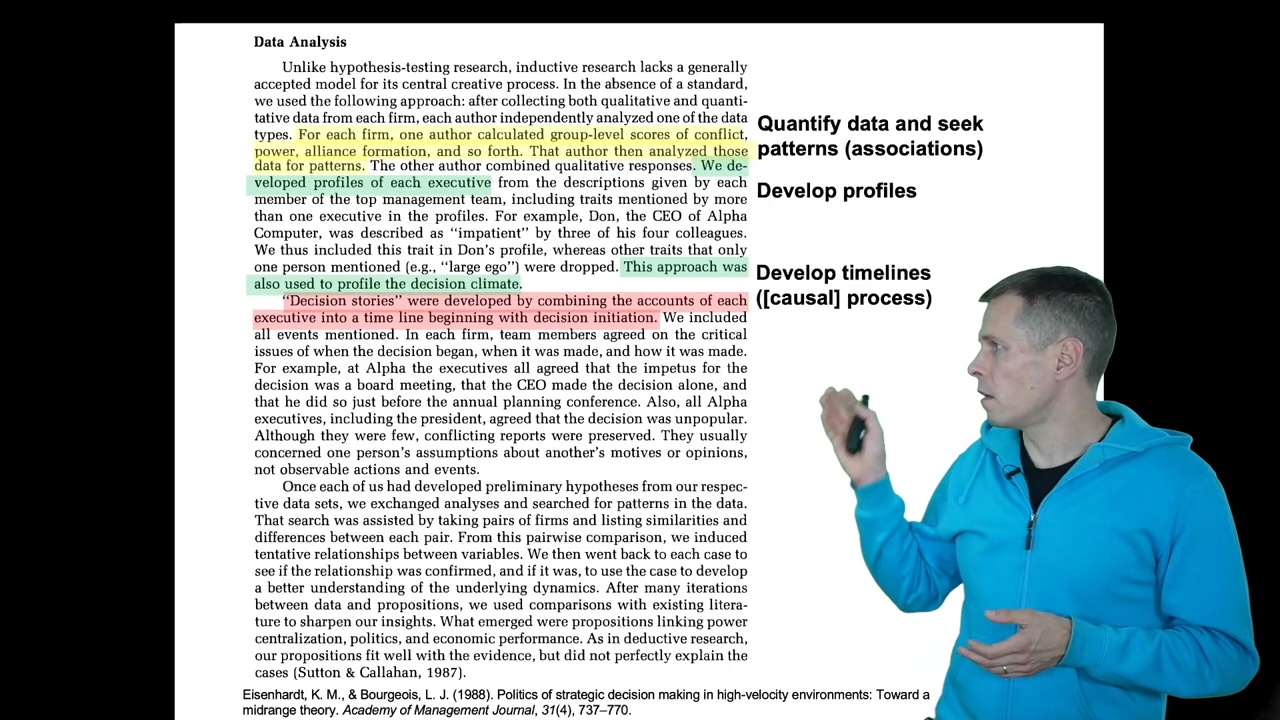 Data Analysis
Unlike hypothesis-testing research, inductive research lacks a generally
accepted model for its central creative process. In the absence of a standard,
we used the following approach: after collecting both qualitative and quanti-
tative data from each firm, each author independently analyzed one of the data
types. For each firm, one author calculated group-level scores of conflict,
power, alliance formation, and so forth. That author then analyzed those
data for patterns. The other author combined qualitative responses. We de-
veloped profiles of each executive from the descriptions given by each
member of the top management team, including traits mentioned by more
than one executive in the profiles. For example, Don, the CEO of Alpha
Computer, was described as “impatient” by three of his four colleagues.
We thus included this trait in Don’s profile, whereas other traits that only
one person mentioned (e.g., “large ego”) were dropped. This approach was
also used to profile the decision climate.
“Decision stories” were developed by combining the accounts of each
executive into a time line beginning with decision initiation. We included
all events mentioned. In each firm, team members agreed on the critical
issues of when the decision began, when it was made, and how it was made.
For example, at Alpha the executives all agreed that the impetus for the
decision was a board meeting, that the CEO made the decision alone, and
that he did so just before the annual planning conference. Also, all Alpha
executives, including the president, agreed that the decision was unpopular.
Although they were few, conflicting reports were preserved. They usually
concerned one person’s assumptions about another’s motives or opinions,
not observable actions and events.
Once each of us had developed preliminary hypotheses from our respec-
tive data sets, we exchanged analyses and searched for patterns in the data.
That search was assisted by taking pairs of firms and listing similarities and
differences between each pair. From this pairwise comparison, we induced
tentative relationships between variables. We then went back to each case to
see if the relationship was confirmed, and if it was, to use the case to develop
a better understanding of the underlying dynamics. After many iterations
between data and propositions, we used comparisons with existing litera-
ture to sharpen our insights. What emerged were propositions linking power
centralization, politics, and economic performance. As in deductive research,
our propositions fit well with the evidence, but did not perfectly explain the
cases (Sutton & Callahan, 1987).
Quantify data and seek
patterns (associations)
Develop profiles
Develop timelines
([causal] process)
Eisenhardt, K. M., & Bourgeois, L. J. (1988). Politics of strategic decision making in high-velocity environments: Toward a
midrange theory. Academy of Management Journal, 31(4), 737–770.